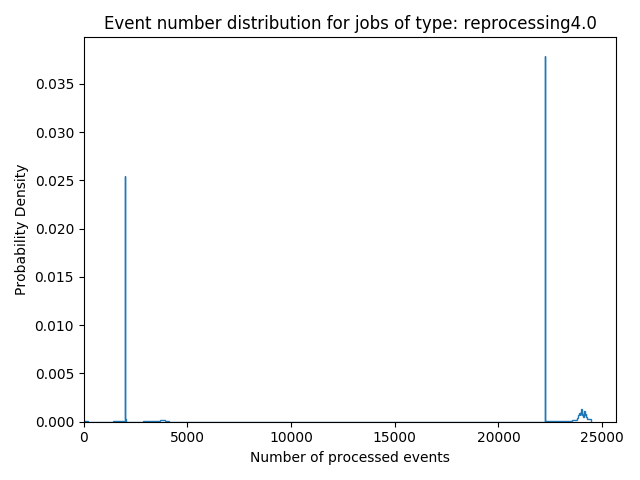 Event number distribution for jobs of type: reprocessing4.0
0.035
0.030
0.025
0.020
0.015
0.010
0.005
0.000
Probability Density
0 5000 10000 15000 20000 25000
Number of processed events